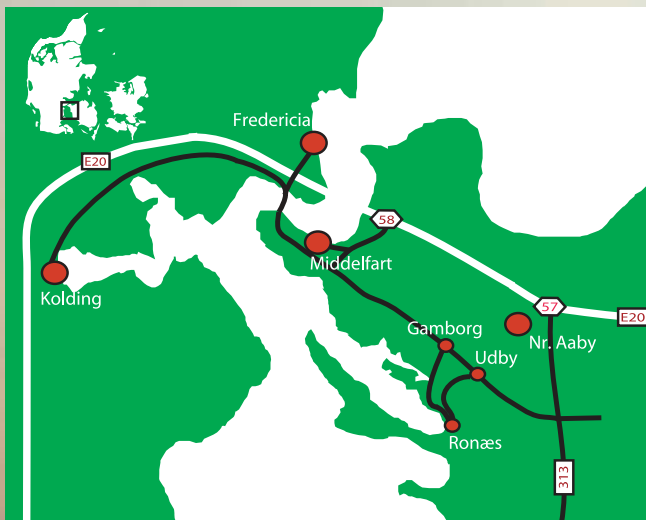 Fredericia
E20
58
Middelfart
Kolding
57
E20
Gamborg
Nr. Aaby
Udby
Ronæs
313